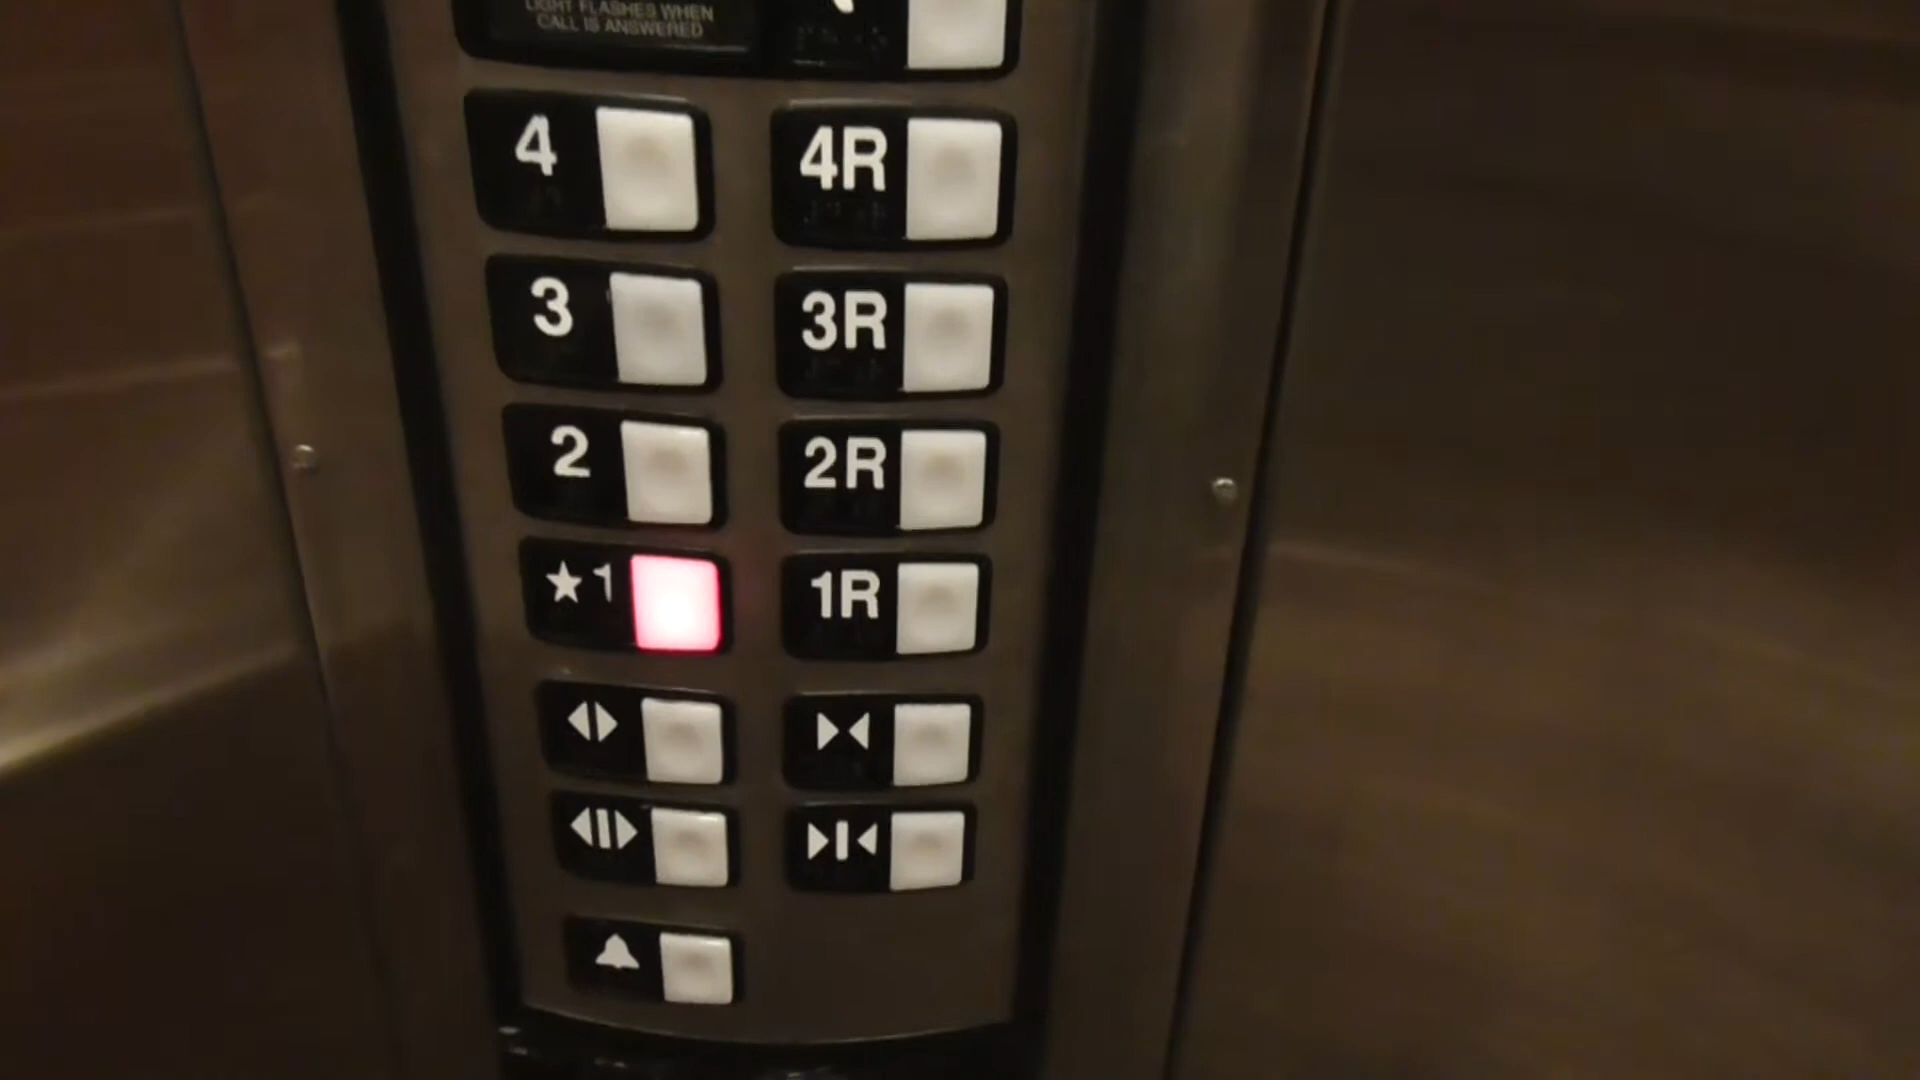 LIGHT FLASHES WHEN
CALL IS ANSWERED
4 4R
3 3R
2 2R
★1 1R